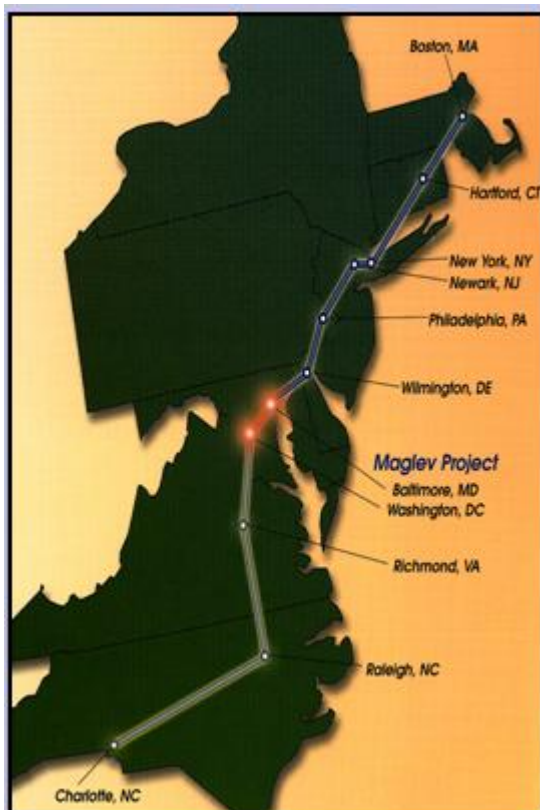 Boston, MA
Hartford, CT
New York, NY
Newark, NJ
Philadelphia, PA
Wilmington, DE
Maglev Project
Baltimore, MD
Washington, DC
Richmond, VA
Raleigh, NC
Charlotte, NC